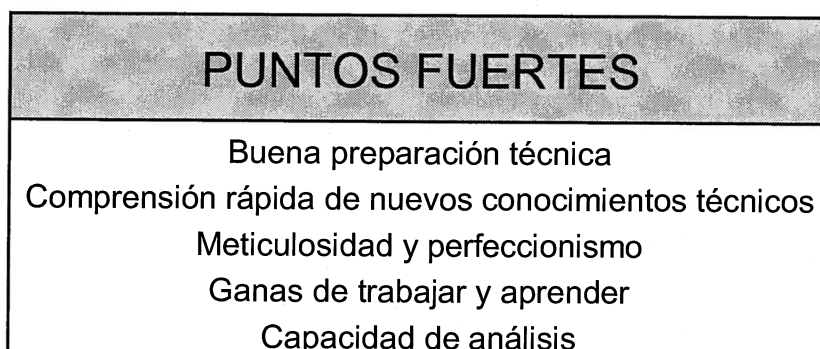 PUNTOS FUERTES
Buena preparación técnica
Comprensión rápida de nuevos conocimientos técnicos
Meticulosidad y perfeccionismo
Ganas de trabajar y aprender
Capacidad de análisis